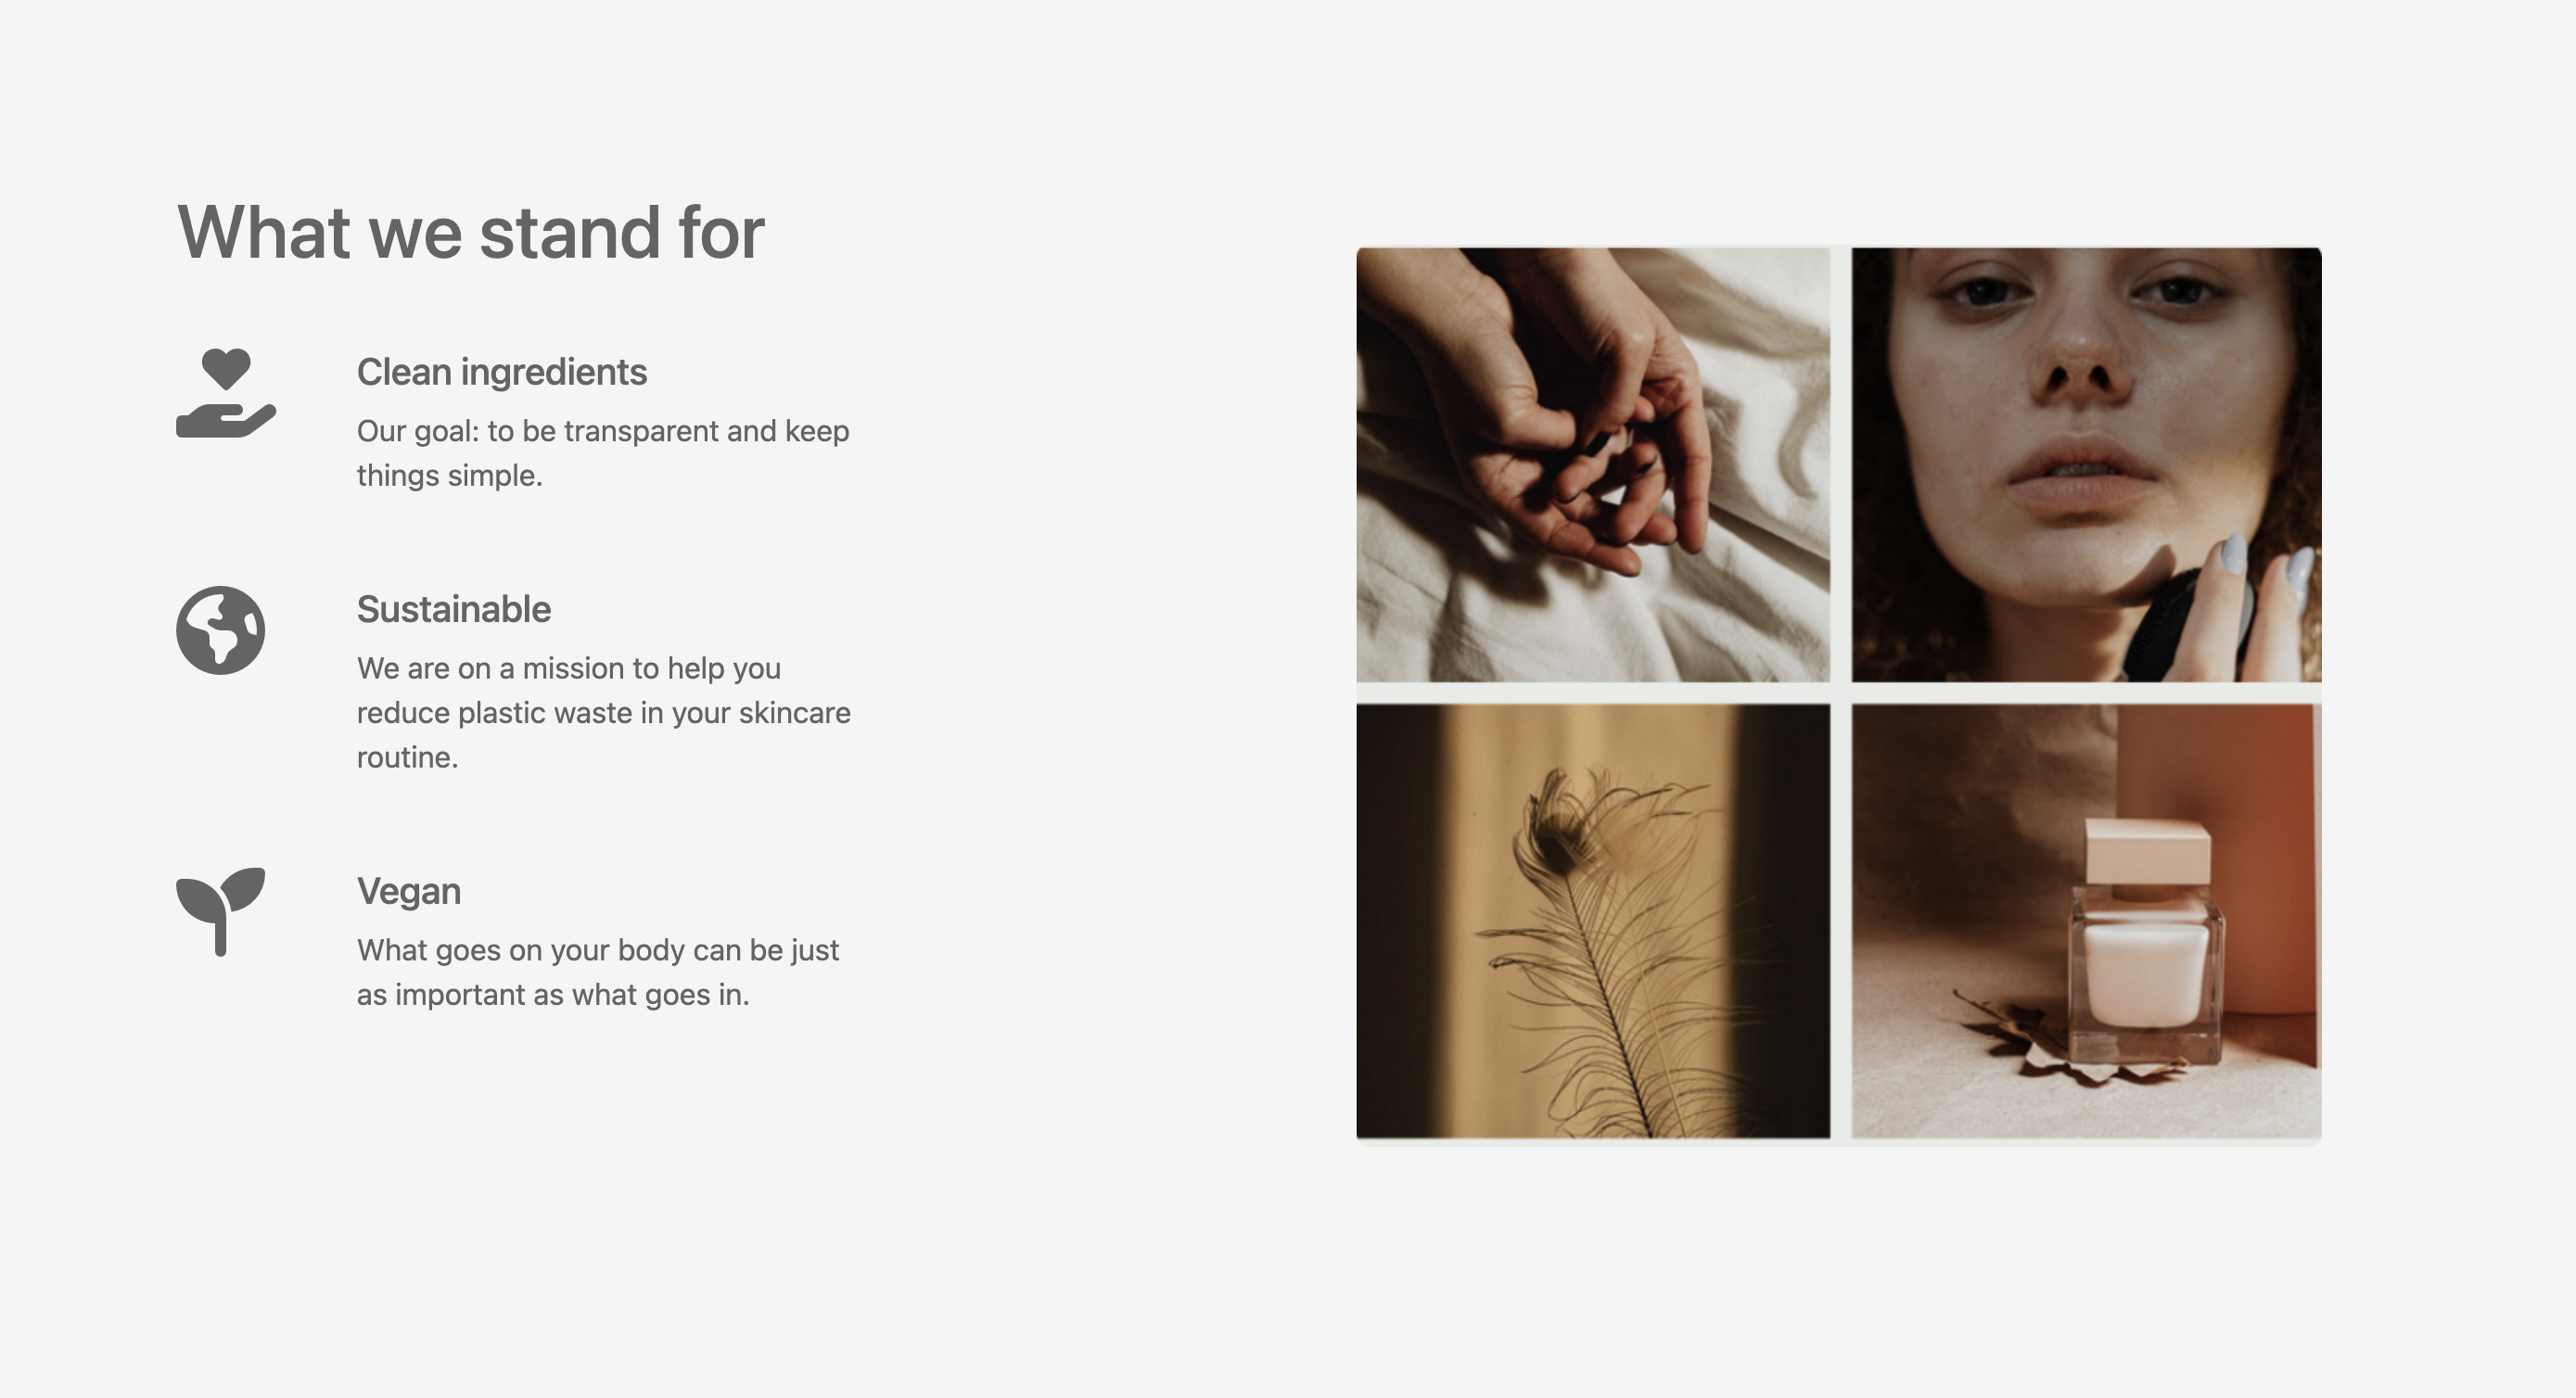 What we stand for
Clean ingredients
Our goal: to be transparent and keep
things simple.
Sustainable
We are on a mission to help you
reduce plastic waste in your skincare
routine.
Vegan
What goes on your body can be just
as important as what goes in.